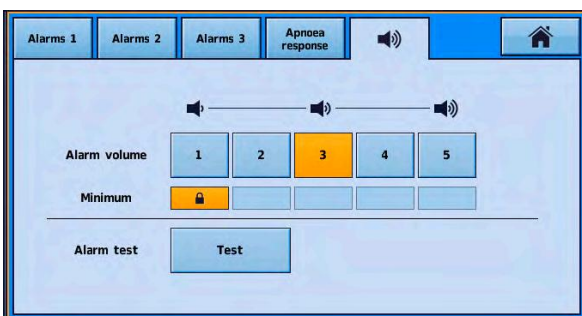 Alarms 1
Alarms 2
Alarms 3
Apnoea
response
Alarm volume
1
2
3
4
5
Minimum
Alarm test
Test